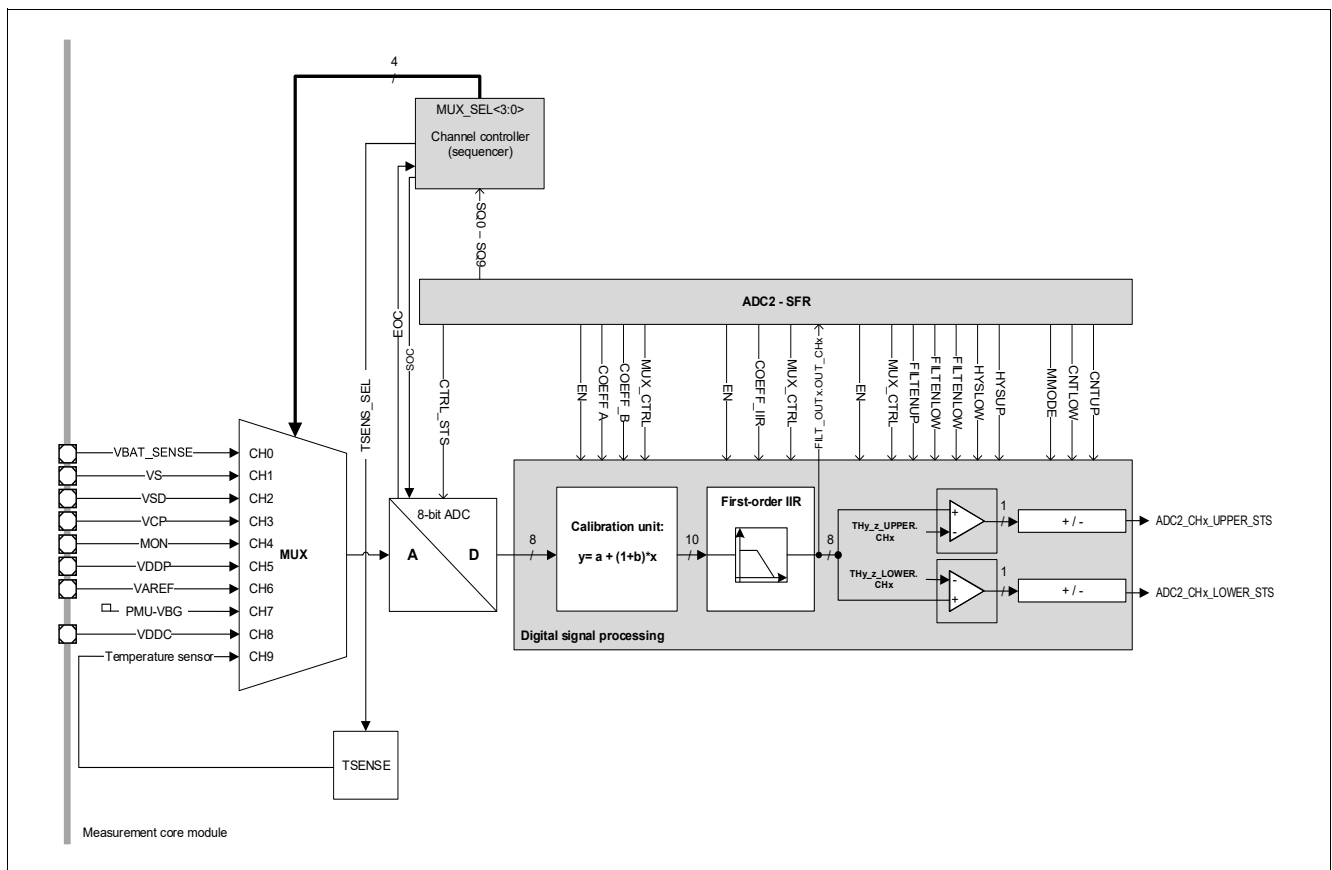 4
MUX_SEL<3:0>
Channel controller
(sequencer)
SQ0 – SQ9
ADC2 - SFR
TSENS_SEL
EOC
SOC
CTRL_STS
EN
COEFF A
COEFF_B
MUX_CTRL
EN
COEFF_IIR
MUX_CTRL
FILT_OUTx.OUT_CHx
EN
MUX_CTRL
FILTENUP
FILTENLOW
FILTENLOW
HYSLOW
HYSUP
MMODE
CNTLOW
CNTUP
VBAT_SENSE
CH0
VS
CH1
VSD
CH2
VCP
CH3
MON
CH4
VDDP
CH5
VAREF
CH6
PMU-VBG
CH7
VDDC
CH8
Temperature sensor
CH9
MUX
8-bit ADC
A
D
8
Calibration unit:
y= a + (1+b)*x
10
First-order IIR
8
THy_z_UPPER.
CHx
+
-
1
+ / -
ADC2_CHx_UPPER_STS
THy_z_LOWER.
CHx
-
+
1
+ / -
ADC2_CHx_LOWER_STS
Digital signal processing
TSENSE
Measurement core module